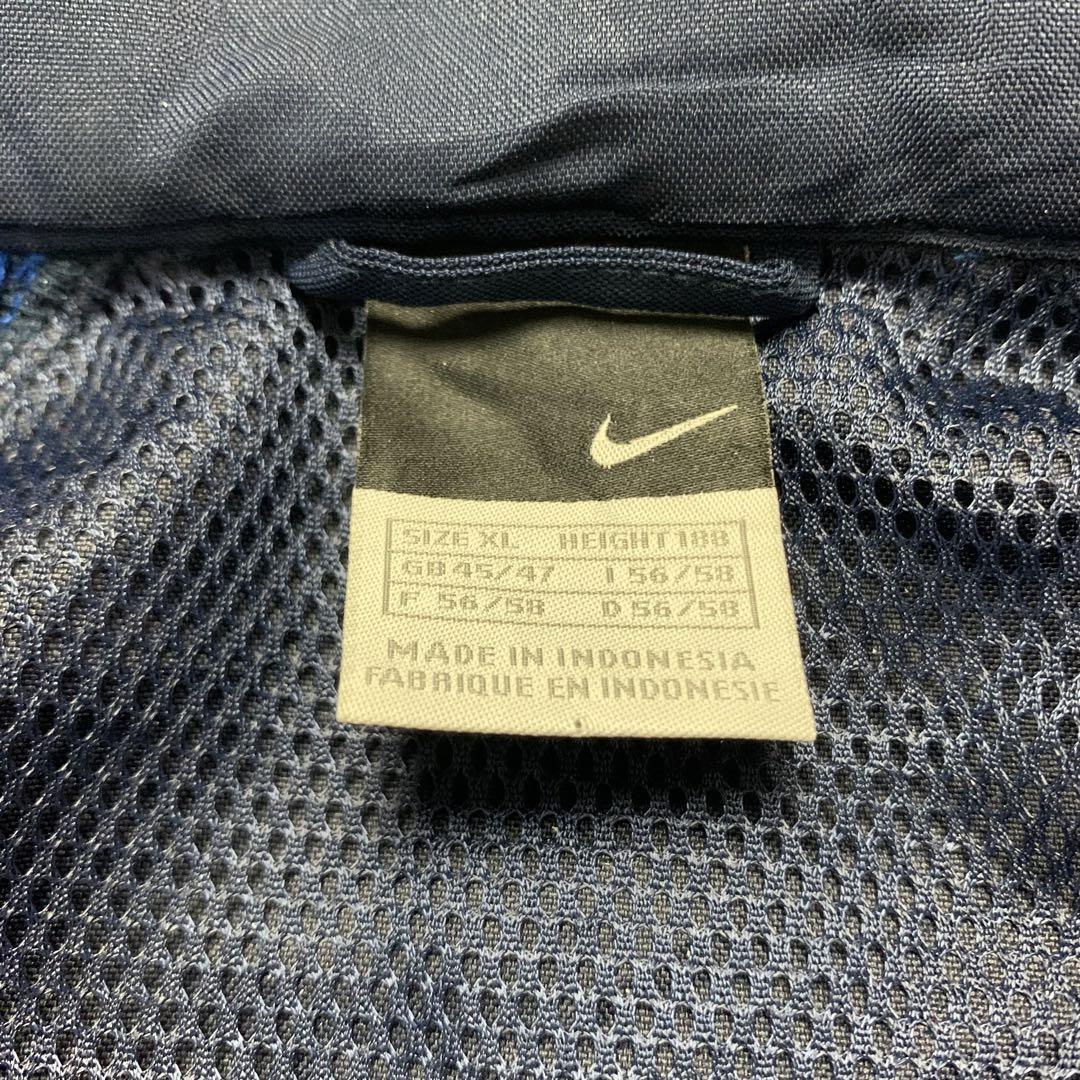 SIZE XL HEIGHT 188
GB 45/47 I 56/58
F 56/58 D 56/58
MADE IN INDONESIA
FABRIQUE EN INDONESIE